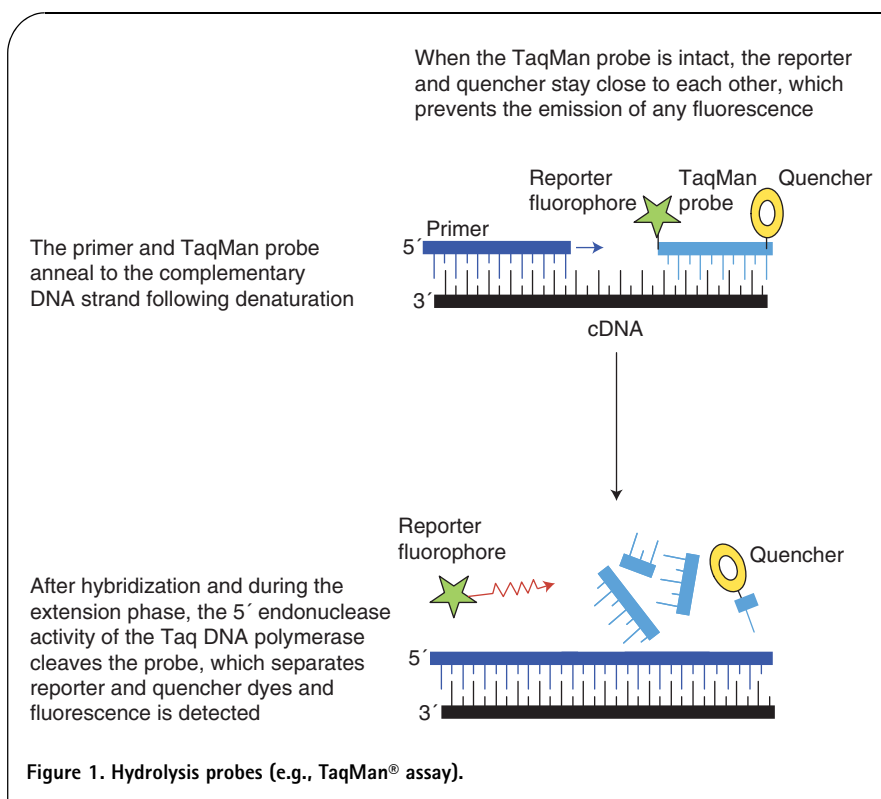 When the TaqMan probe is intact, the reporter
and quencher stay close to each other, which
prevents the emission of any fluorescence
Reporter
fluorophore
TaqMan
probe
Quencher
The primer and TaqMan probe
anneal to the complementary
DNA strand following denaturation
Primer
5´
3´
cDNA
Reporter
fluorophore
Quencher
After hybridization and during the
extension phase, the 5´ endonuclease
activity of the Taq DNA polymerase
cleaves the probe, which separates
reporter and quencher dyes and
fluorescence is detected
5´
3´
Figure 1. Hydrolysis probes (e.g., TaqMan® assay).